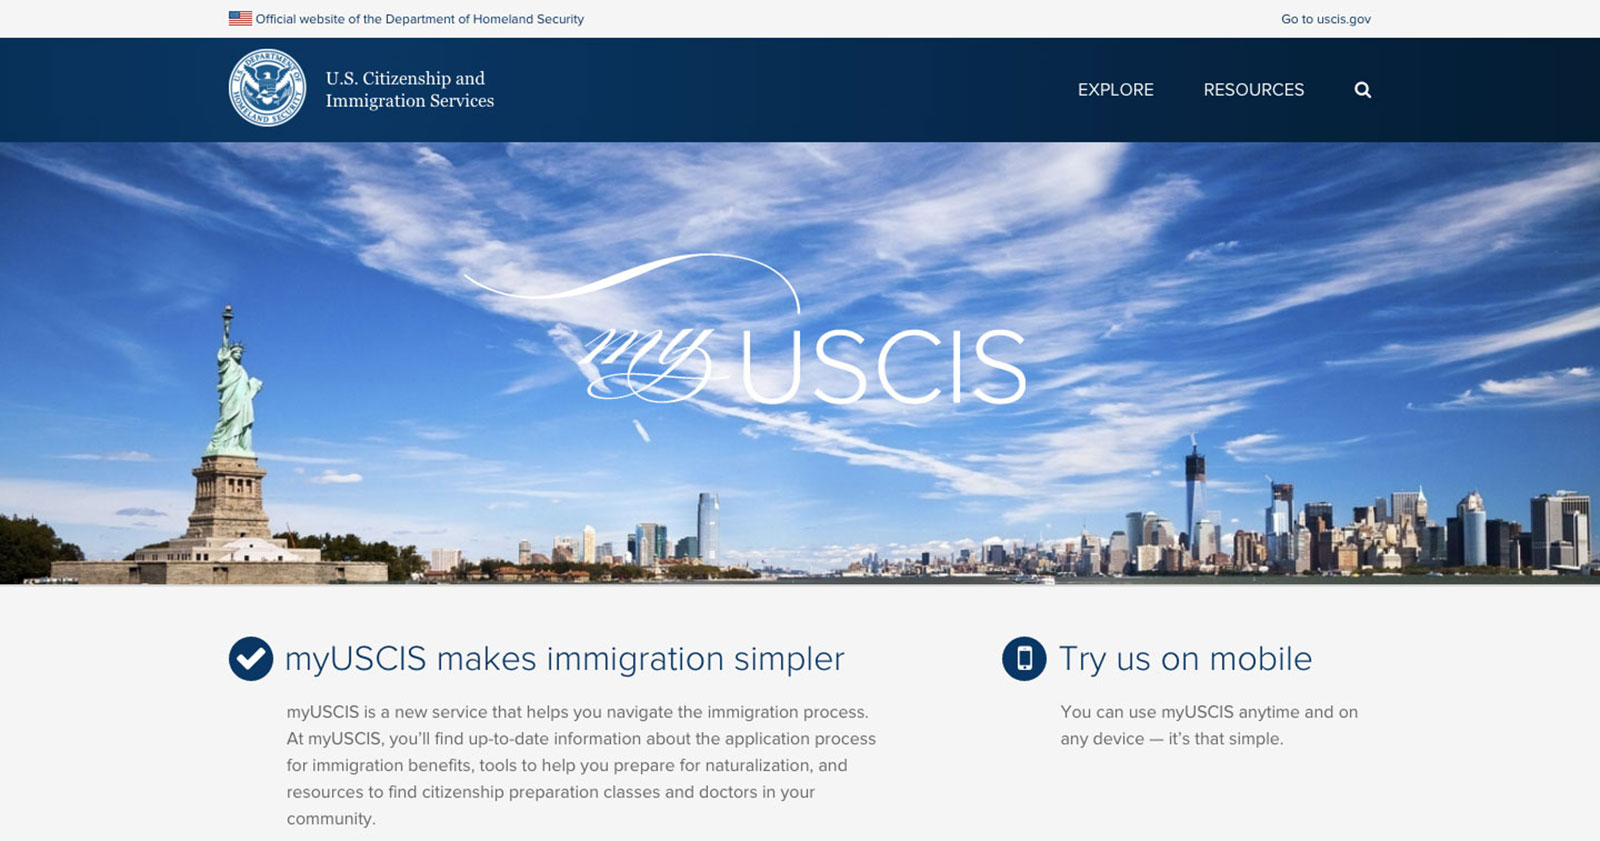 Official website of the Department of Homeland Security
Go to uscis.gov
U.S. DEPARTMENT OF HOMELAND SECURITY
U.S. Citizenship and
Immigration Services
EXPLORE
RESOURCES
my USCIS
myUSCIS makes immigration simpler
myUSCIS is a new service that helps you navigate the immigration process.
At myUSCIS, you’ll find up-to-date information about the application process
for immigration benefits, tools to help you prepare for naturalization, and
resources to find citizenship preparation classes and doctors in your
community.
Try us on mobile
You can use myUSCIS anytime and on
any device — it’s that simple.